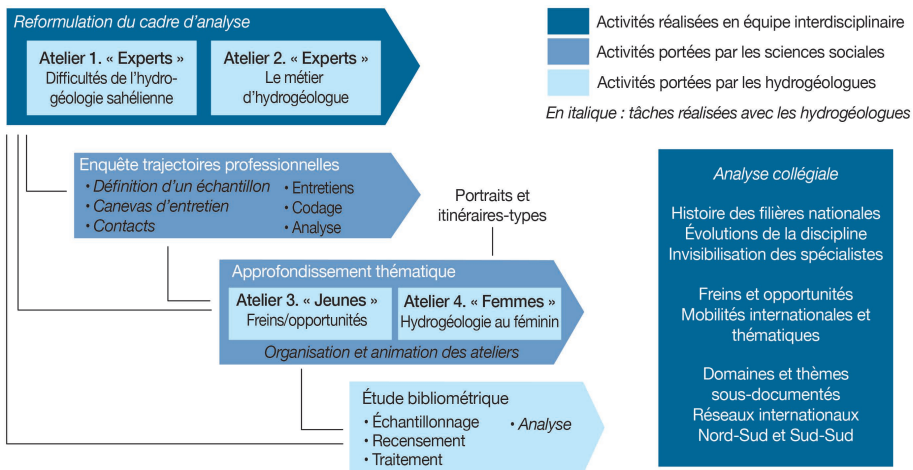 Reformulation du cadre d'analyse
Atelier 1. « Experts »
Difficultés de l'hydro-
géologie sahélienne
Atelier 2. « Experts »
Le métier
d'hydrogéologue
Activités réalisées en équipe interdisciplinaire
Activités portées par les sciences sociales
Activités portées par les hydrogéologues
En italique : tâches réalisées avec les hydrogéologues
Enquête trajectoires professionnelles
• Définition d'un échantillon
• Canevas d'entretien
• Contacts
• Entretiens
• Codage
• Analyse
Portraits et
itinéraires-types
Approfondissement thématique
Atelier 3. « Jeunes »
Freins/opportunités
Atelier 4. « Femmes »
Hydrogéologie au féminin
Organisation et animation des ateliers
Étude bibliométrique
• Échantillonnage
• Recensement
• Traitement
• Analyse
Analyse collégiale
Histoire des filières nationales
Évolutions de la discipline
Invisibilisation des spécialistes
Freins et opportunités
Mobilités internationales et
thématiques
Domaines et thèmes
sous-documentés
Réseaux internationaux
Nord-Sud et Sud-Sud